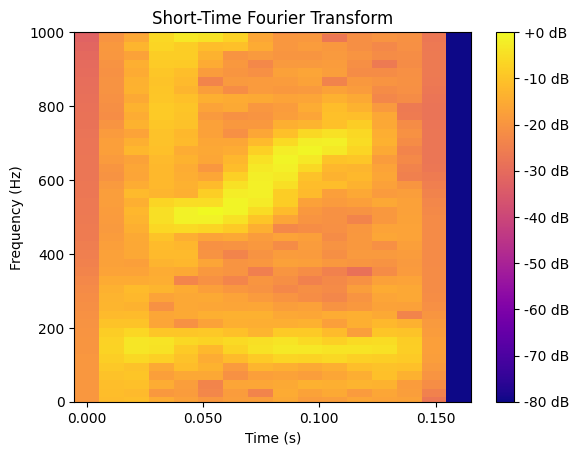 Short-Time Fourier Transform
1000
800
600
400
200
0
Frequency (Hz)
0.000
0.050
0.100
0.150
Time (s)
+0 dB
-10 dB
-20 dB
-30 dB
-40 dB
-50 dB
-60 dB
-70 dB
-80 dB